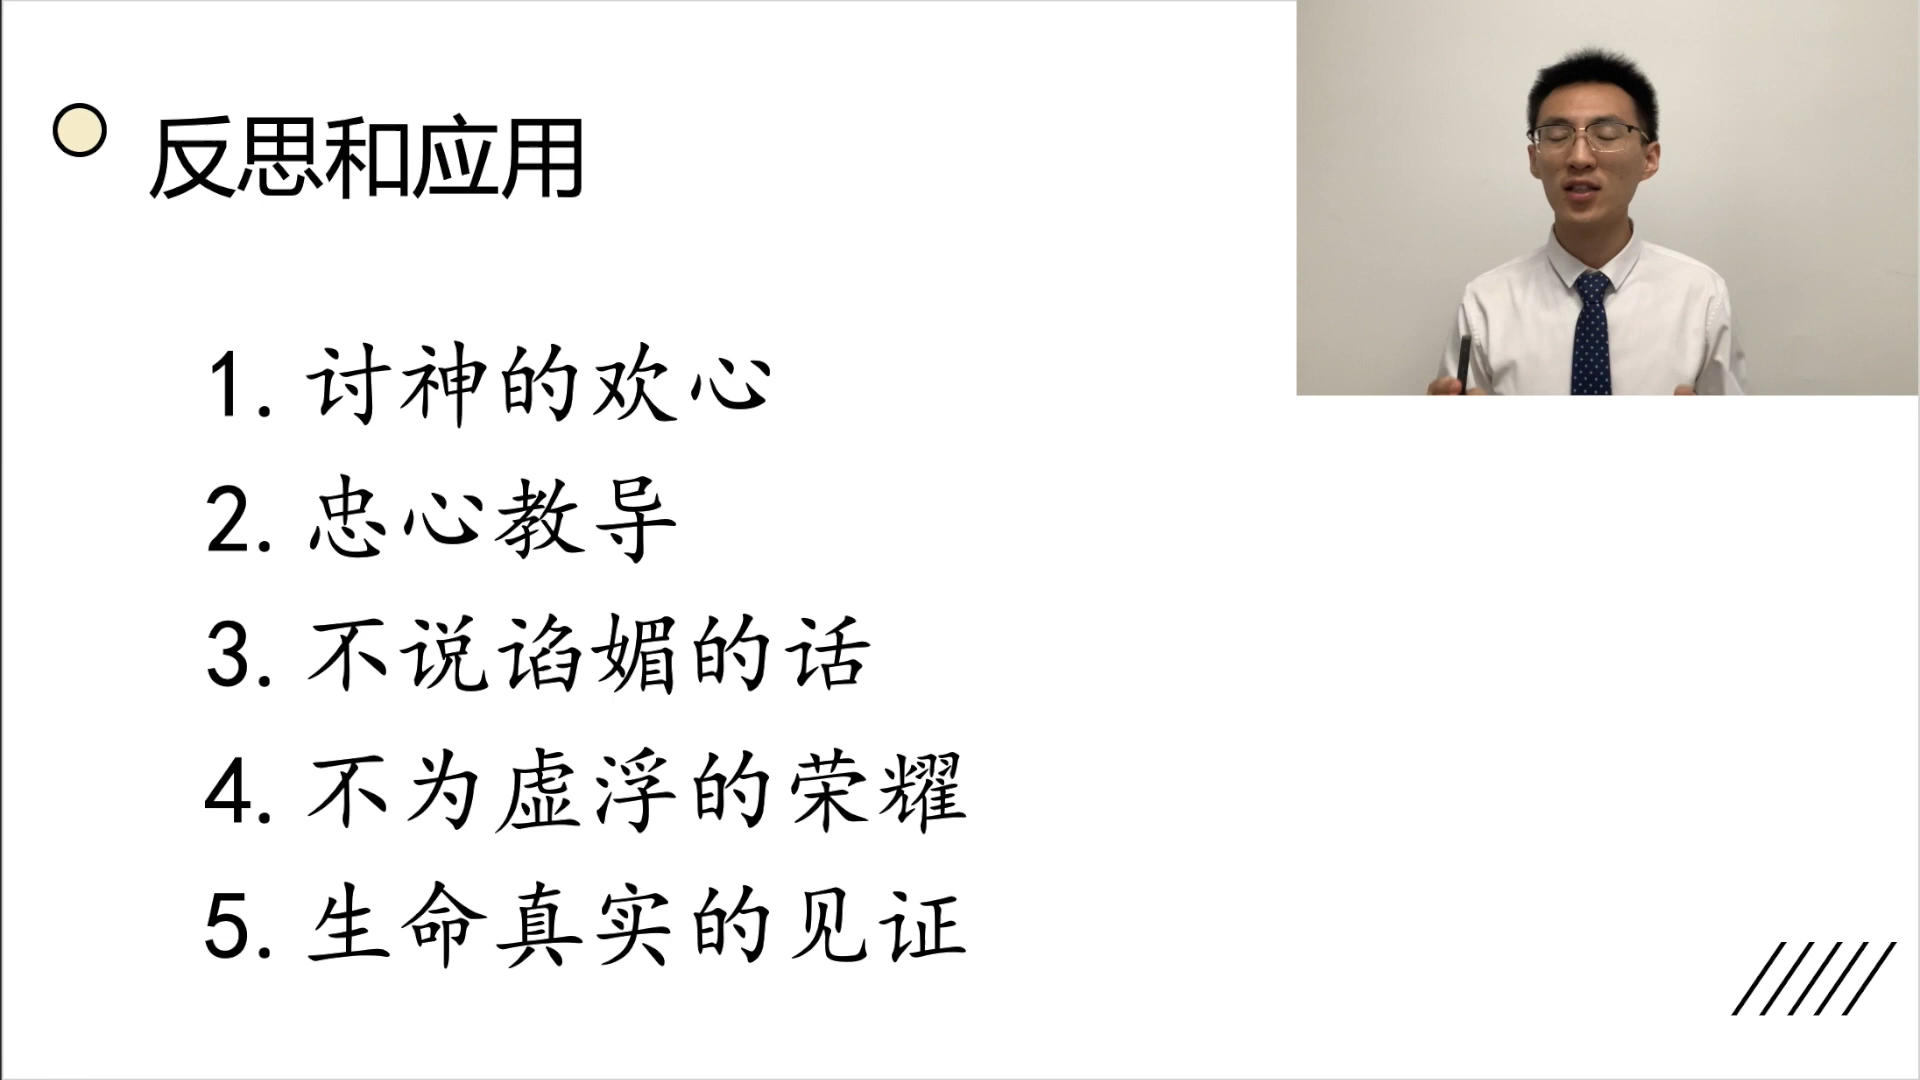 反思和应用
1. 讨神的欢心
2. 忠心教导
3. 不说谄媚的话
4. 不为虚浮的荣耀
5. 生命真实的见证